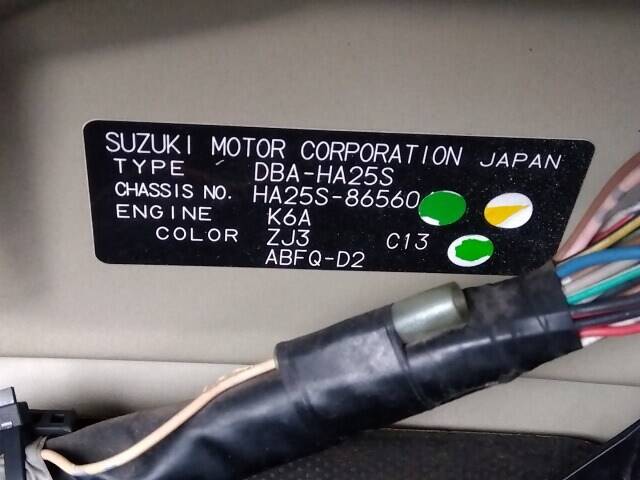 SUZUKI MOTOR CORPORATION JAPAN
TYPE DBA-HA25S
CHASSIS NO. HA25S-86560
ENGINE K6A
COLOR ZJ3 C13
ABFQ-D2